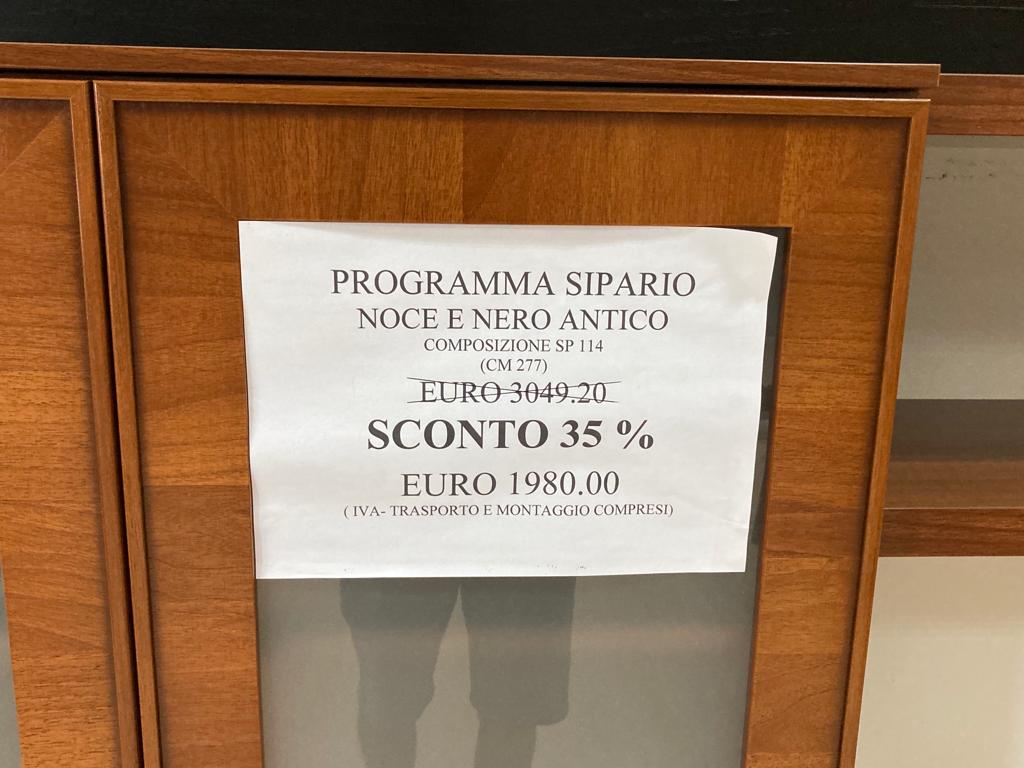 PROGRAMMA SIPARIO
NOCE E NERO ANTICO
COMPOSIZIONE SP 114
(CM 277)
EURO 3049.20
SCONTO 35 %
EURO 1980.00
( IVA- TRASPORTO E MONTAGGIO COMPRESI)